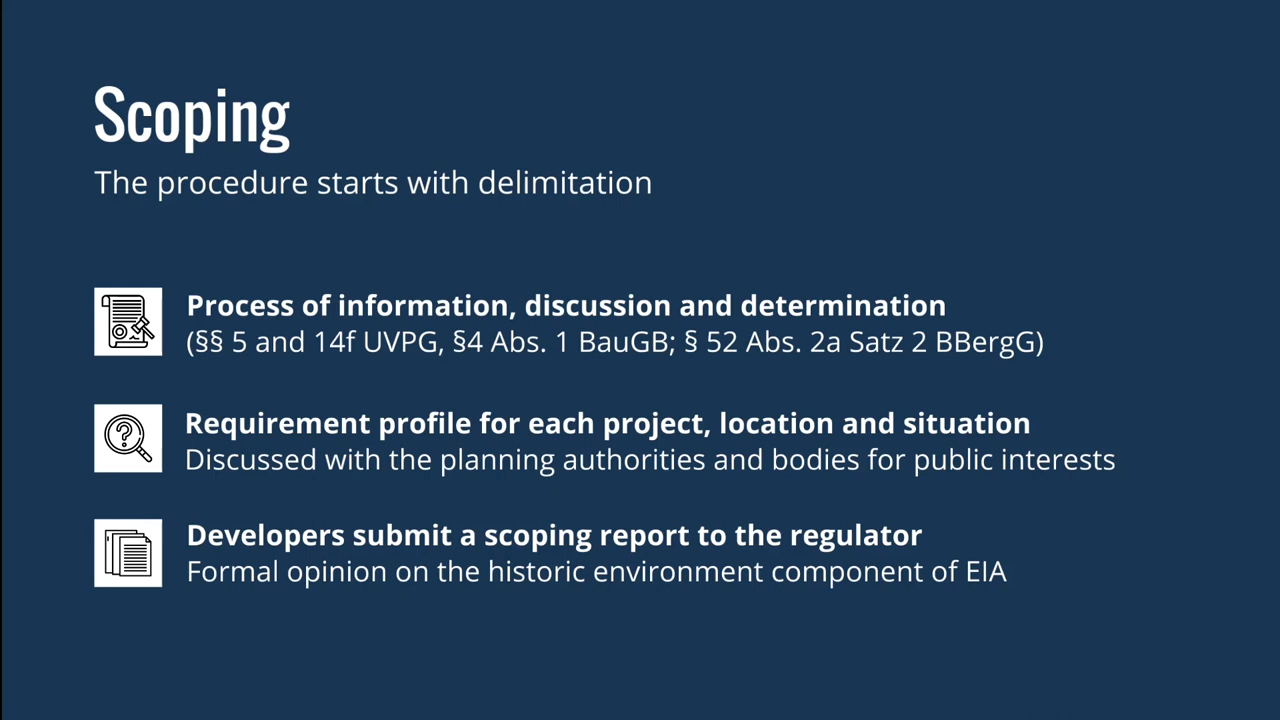 Scoping
The procedure starts with delimitation
Process of information, discussion and determination
(§§ 5 and 14f UVPG, §4 Abs. 1 BauGB; § 52 Abs. 2a Satz 2 BBergG)
Requirement profile for each project, location and situation
Discussed with the planning authorities and bodies for public interests
Developers submit a scoping report to the regulator
Formal opinion on the historic environment component of EIA